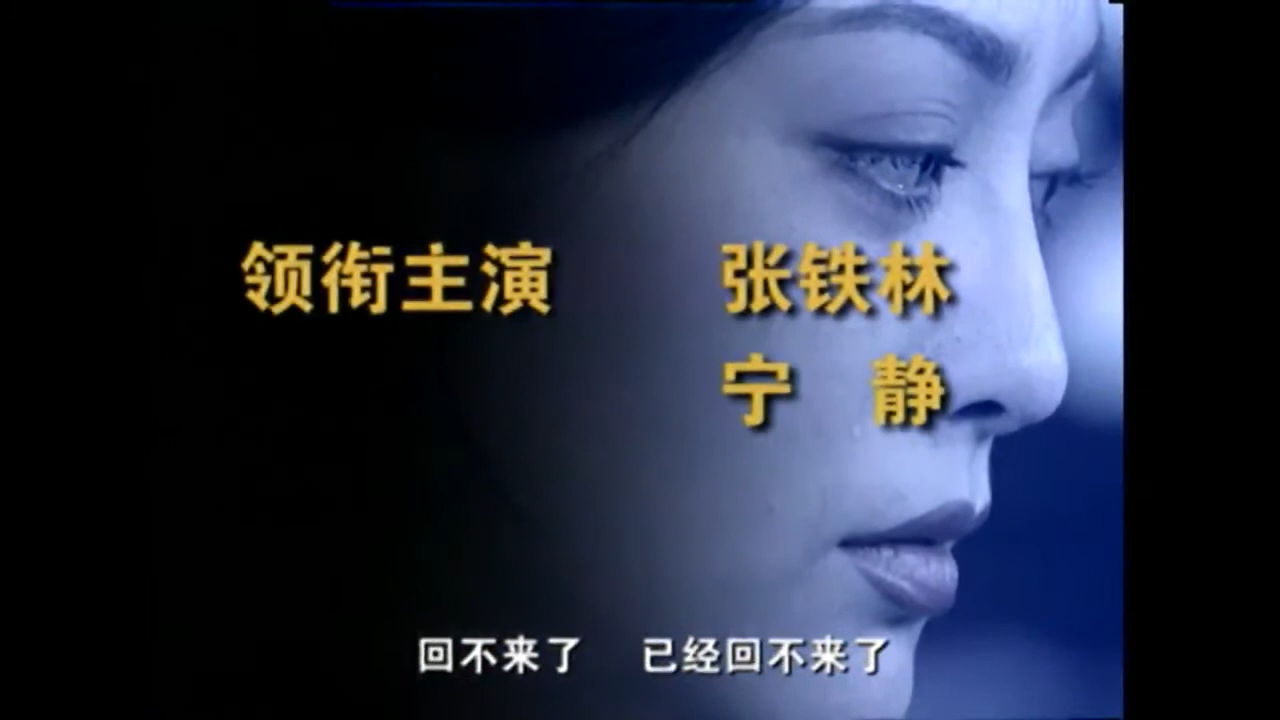 领衔主演 张铁林
宁 静
回不来了 已经回不来了